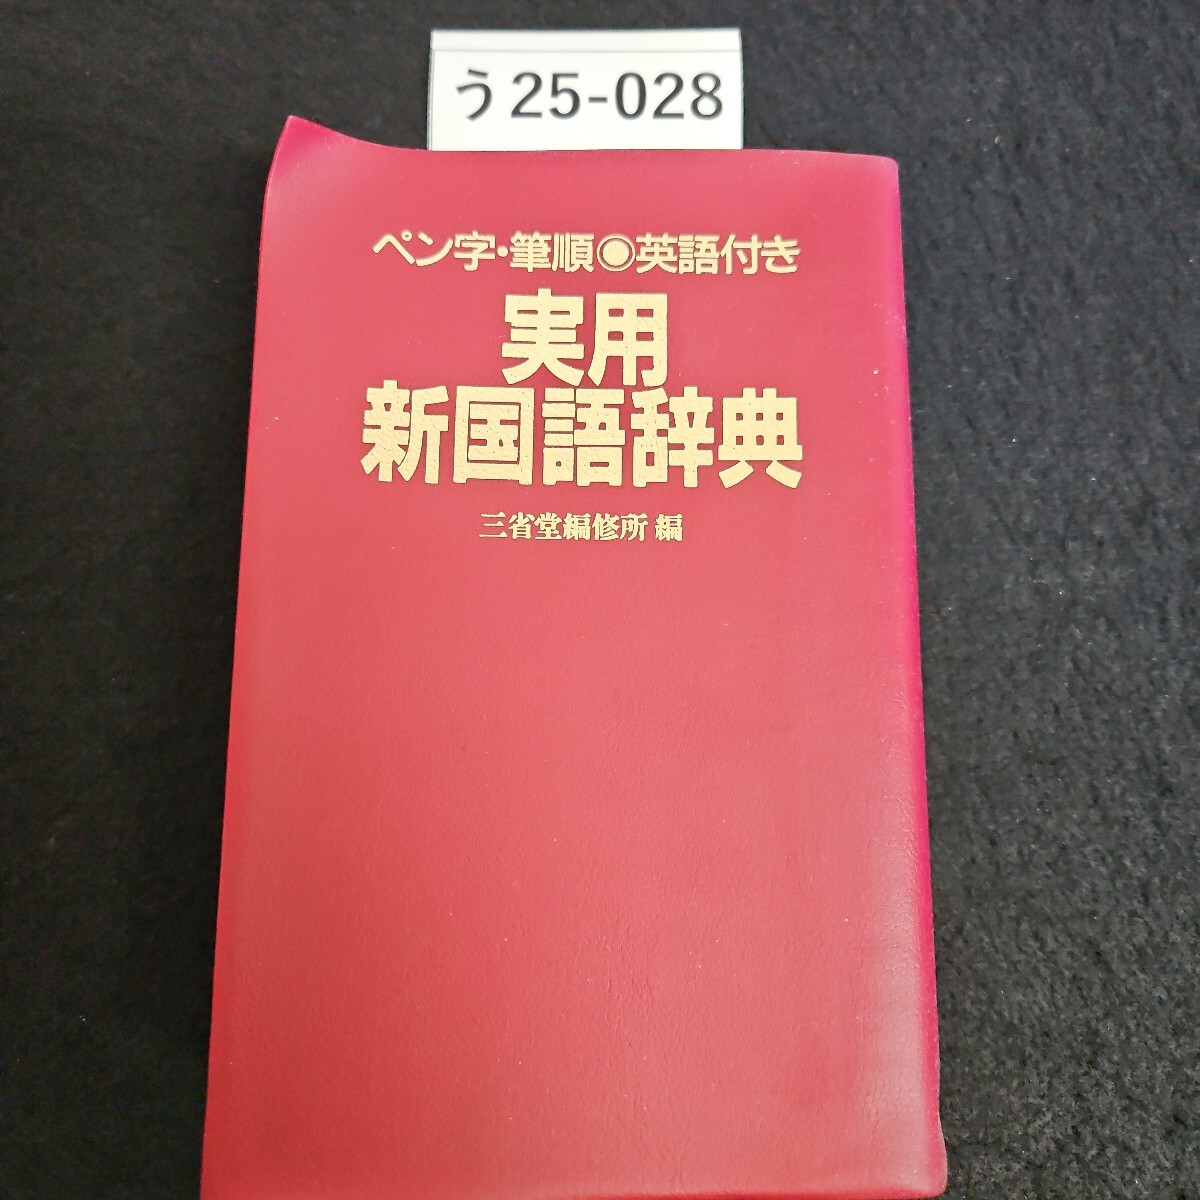 う25-028
ペン字・筆順◉英語付き
実用
新国語辞典
三省堂編修所 編